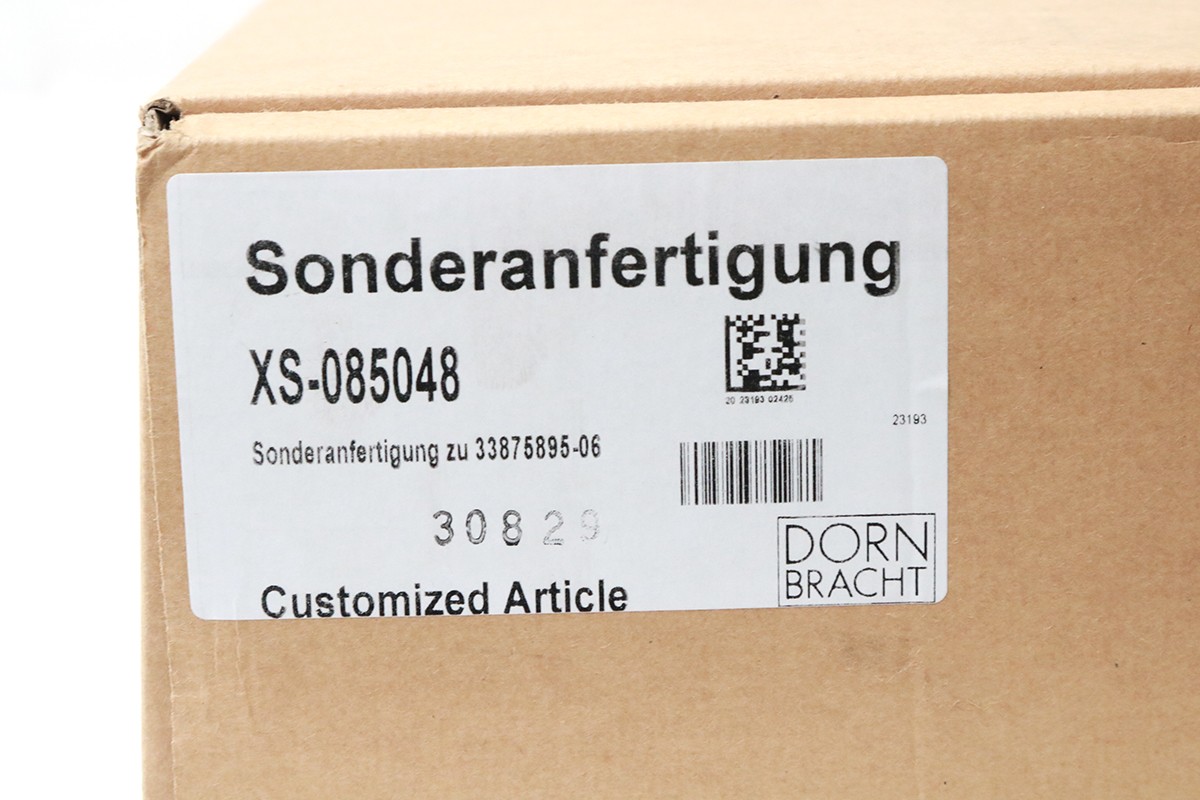 Sonderanfertigung
XS-085048
20 23193 02426
23193
Sonderanfertigung zu 33875895-06
30829
DORN
BRACHT
Customized Article